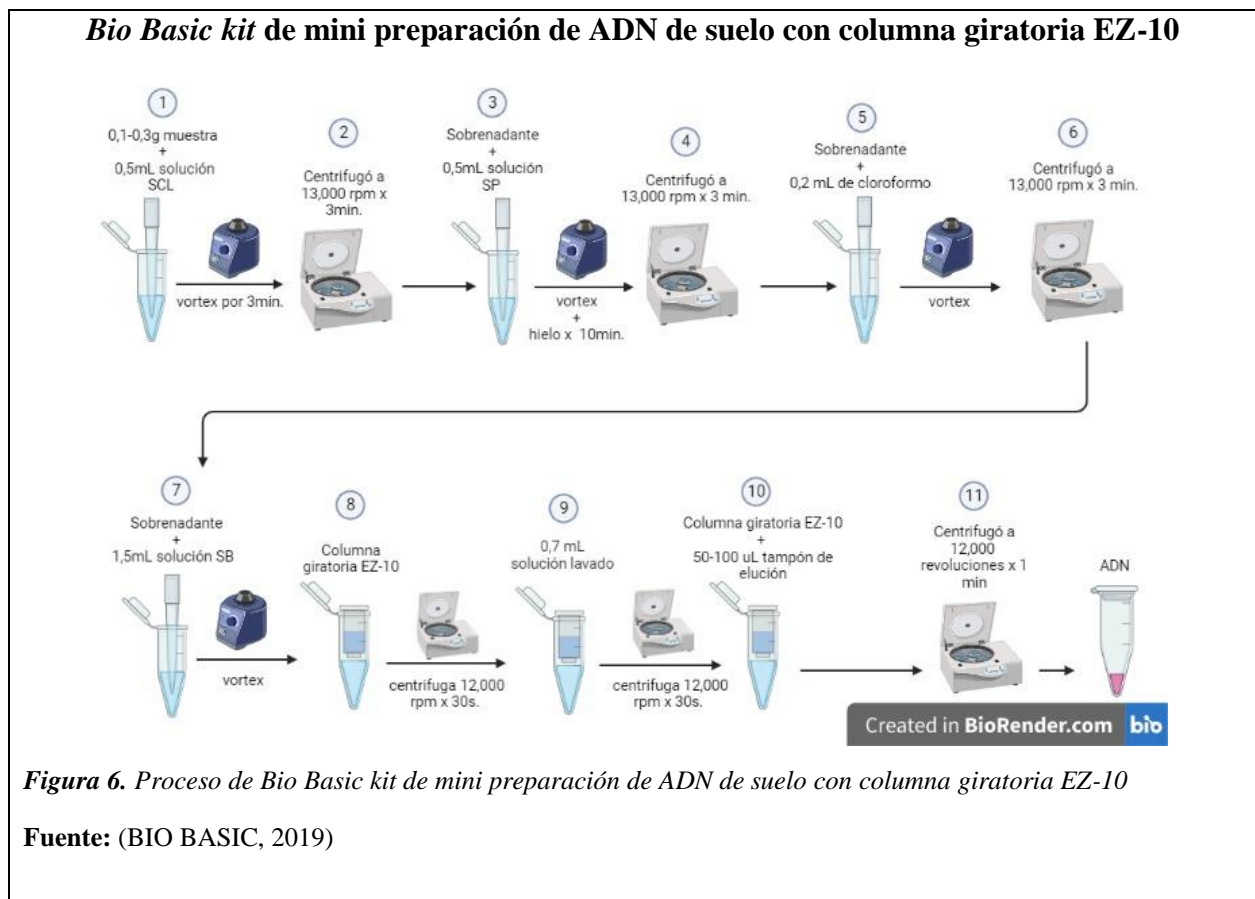 Bio Basic kit de mini preparación de ADN de suelo con columna giratoria EZ-10
1
0,1-0,3g muestra
+
0,5mL solución
SCL
vortex por 3min.
2
Centrifugó a
13,000 rpm x
3min.
3
Sobrenadante
+
0,5mL solución
SP
vortex
+
hielo x 10min.
4
Centrifugó a
13,000 rpm x 3 min.
5
Sobrenadante
+
0,2 mL de cloroformo
vortex
6
Centrifugó a
13,000 rpm x 3 min.
7
Sobrenadante
+
1,5mL solución SB
vortex
8
Columna
giratoria EZ-10
centrifuga 12,000
rpm x 30s.
9
0,7 mL
solución lavado
centrifuga 12,000
rpm x 30s.
10
Columna giratoria EZ-10
+
50-100 uL tampón de
elución
11
Centrifugó a
12,000
revoluciones x 1
min
ADN
Created in BioRender.com bio
Figura 6. Proceso de Bio Basic kit de mini preparación de ADN de suelo con columna giratoria EZ-10
Fuente: (BIO BASIC, 2019)